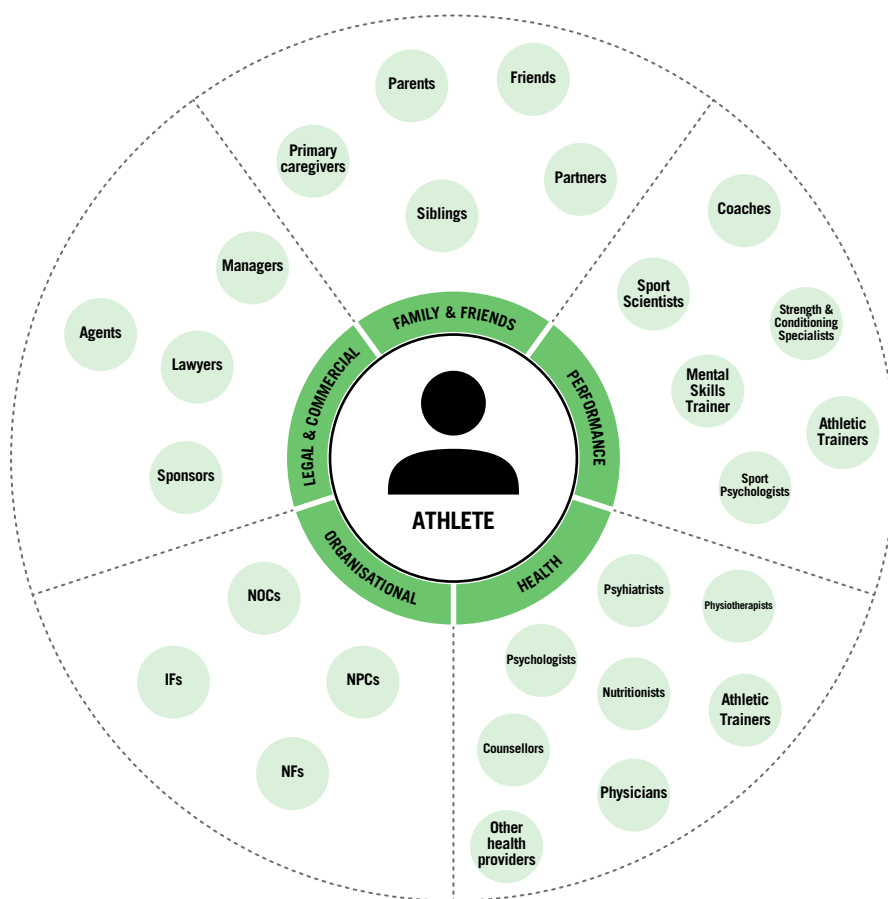 Parents
Friends
Primary
caregivers
Partners
Siblings
FAMILY & FRIENDS
Coaches
Sport
Scientists
Strength &
Conditioning
Specialists
Mental
Skills
Trainer
Athletic
Trainers
Sport
Psychologists
PERFORMANCE
Managers
Agents
Lawyers
Sponsors
LEGAL & COMMERCIAL
ATHLETE
ORGANISATIONAL
NOCs
IFs
NPCs
NFs
HEALTH
Psyhiatrists
Physiotherapists
Psychologists
Nutritionists
Athletic
Trainers
Counsellors
Physicians
Other
health
providers